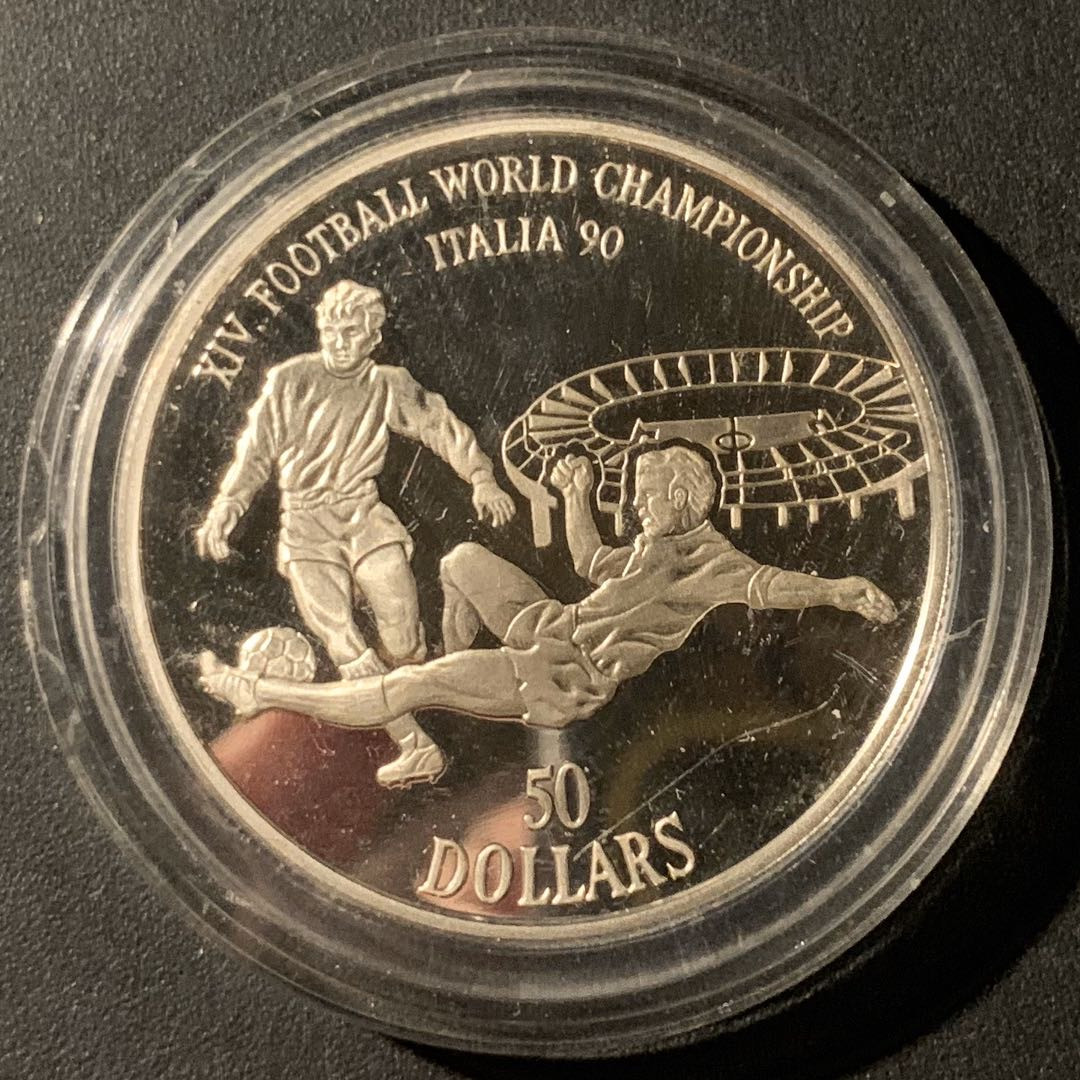 XIV. FOOTBALL WORLD CHAMPIONSHIP
ITALIA 90
50
DOLLARS